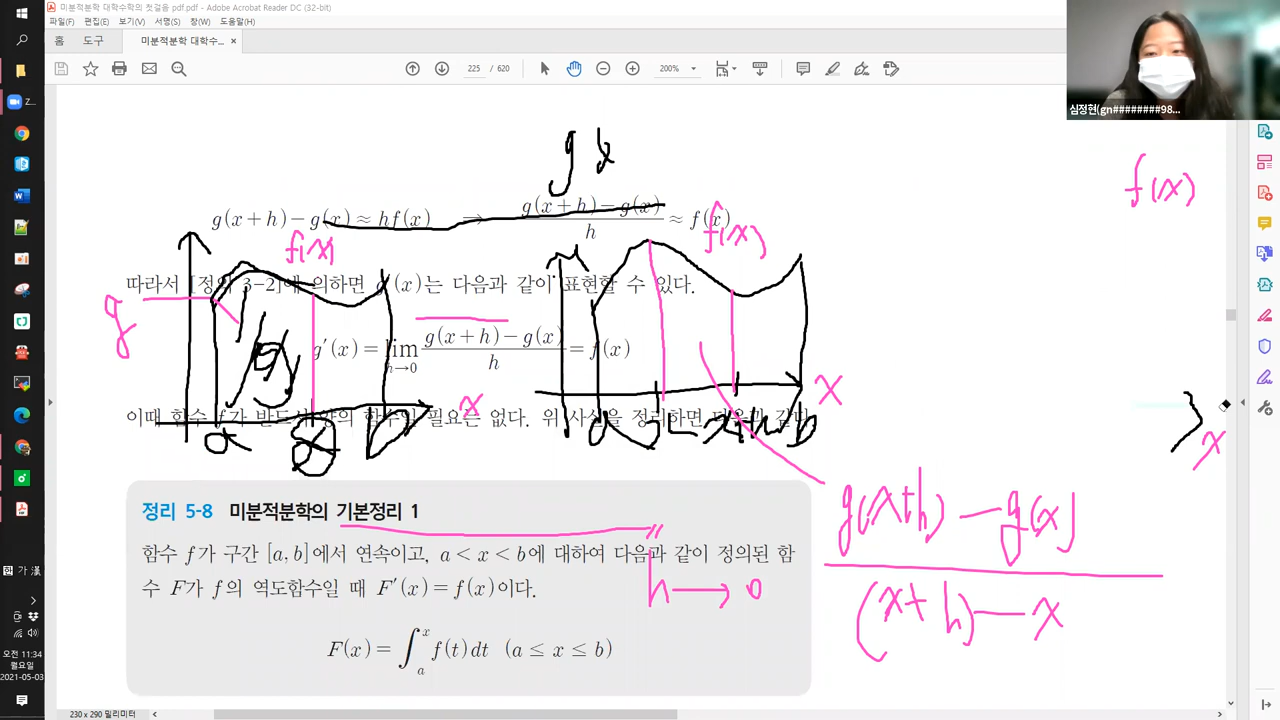 미분적분학 대학수학의 첫걸음 pdf.pdf - Adobe Acrobat Reader DC (32-bit)
파일(F) 편집(E) 보기(V) 서명(S) 창(W) 도움말(H)
홈 도구 미분적분학 대학수... ×
225 / 620 200%
심정현(gn########98...
g x
f(x)
g(x+h)−g(x)≈hf(x) ⇒ g(x+h)−g(x) / h ≈ f(x)
f(x) f(x)
따라서 [정의 3-2]에 의하면 g′(x)는 다음과 같이 표현할 수 있다.
g
g′(x) = lim h→0 g(x+h)−g(x) / h = f(x)
x x
이때 함수 f가 반드시 양의 함수일 필요는 없다. 위 사실을 정리하면 다음과 같다.
a x b a x+h b
x
정리 5-8 미분적분학의 기본정리 1
g(x+h) — g(x)
(x+h) — x
함수 f가 구간 [a, b]에서 연속이고, a < x < b에 대하여 다음과 같이 정의된 함
수 F가 f의 역도함수일 때 F′(x) = f(x)이다.
h → 0
F(x) = ∫ₐˣ f(t)dt (a ≤ x ≤ b)
230 x 290 밀리미터
Z...
한 가 漢
오전 11:34
월요일
2021-05-03